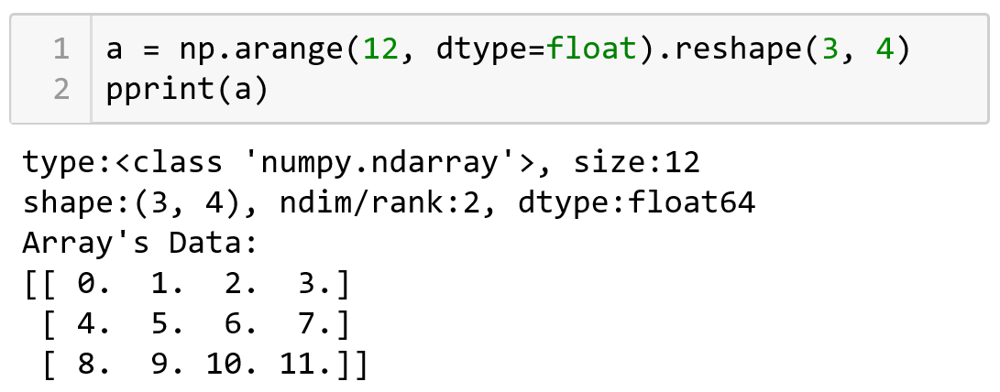 1 a = np.arange(12, dtype=float).reshape(3, 4)
2 pprint(a)
type:<class 'numpy.ndarray'>, size:12
shape:(3, 4), ndim/rank:2, dtype:float64
Array's Data:
[[ 0.  1.  2.  3.]
 [ 4.  5.  6.  7.]
 [ 8.  9. 10. 11.]]